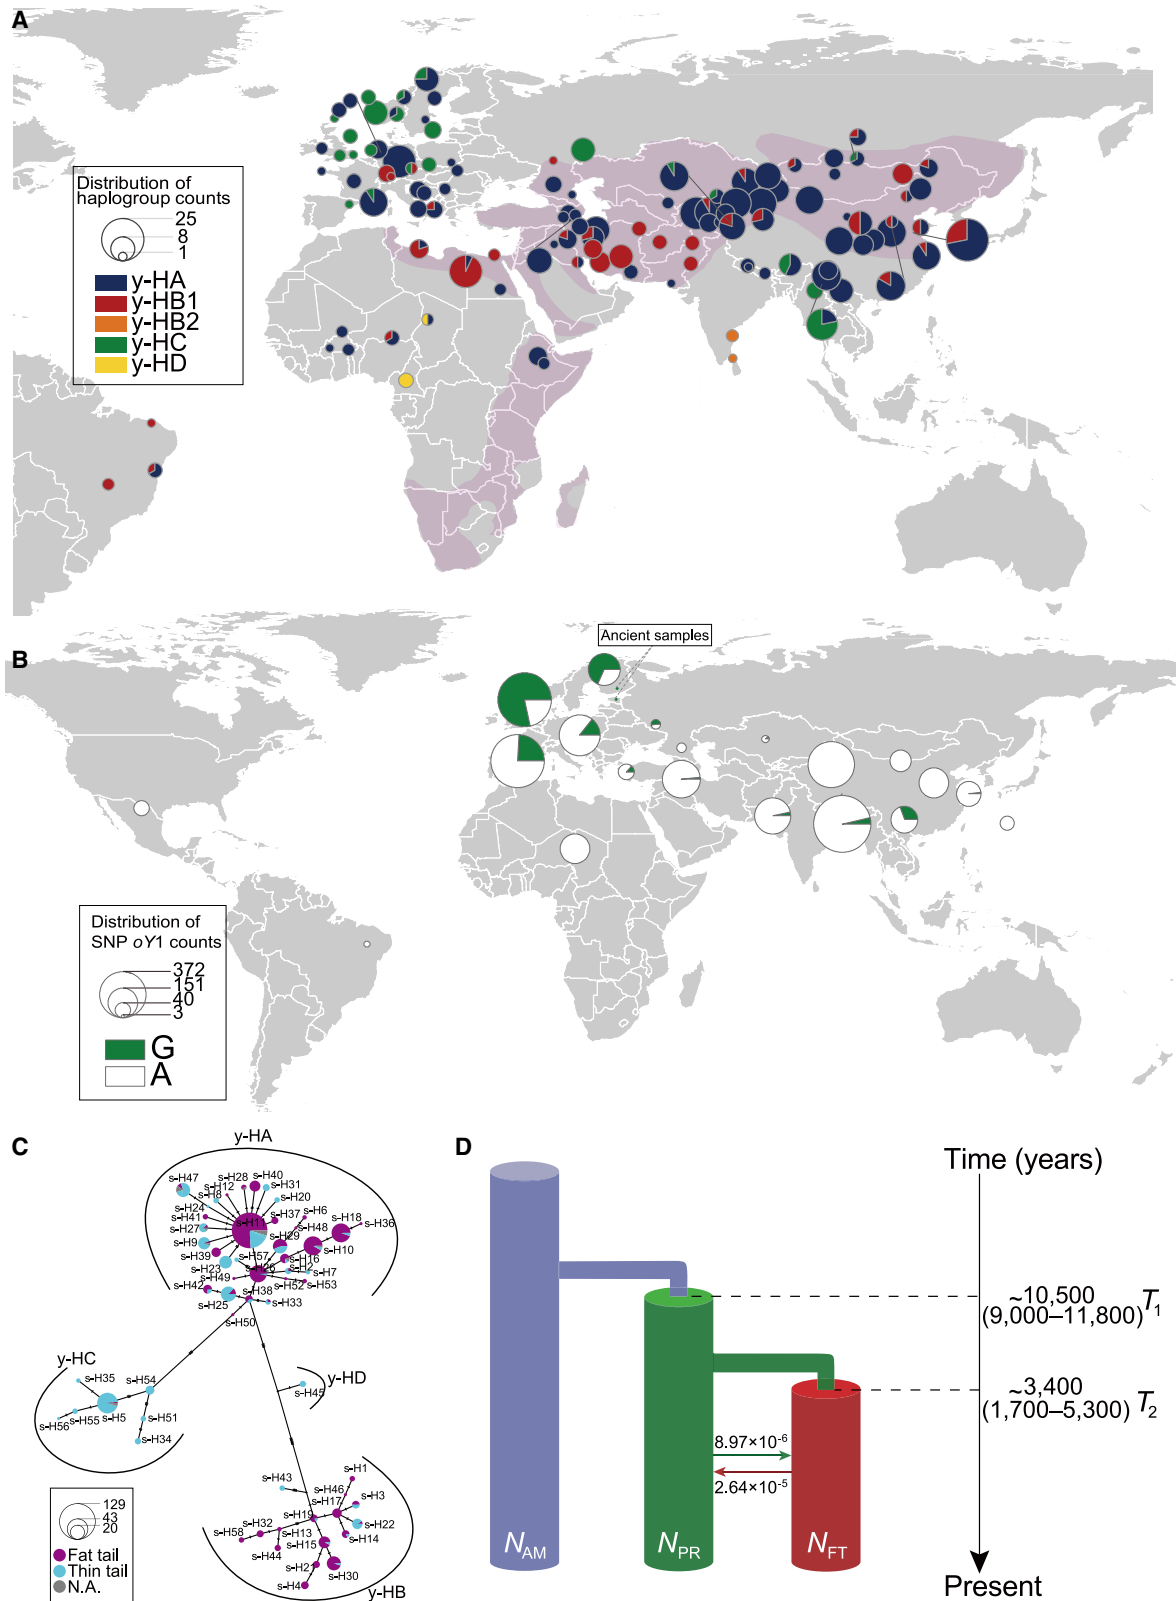 A
Distribution of
haplogroup counts
25
8
1
y-HA
y-HB1
y-HB2
y-HC
y-HD
B
Ancient samples
Distribution of
SNP oY1 counts
372
151
40
3
G
A
C
y-HA
s-H47
s-H28
s-H40
s-H12
s-H31
s-H8
s-H20
s-H24
s-H6
s-H41
s-H37
s-H18
s-H11
s-H48
s-H36
s-H27
s-H29
s-H9
s-H10
s-H39
s-H57
s-H16
s-H23
s-H26
s-H2
s-H7
s-H49
s-H52
s-H53
s-H42
s-H38
s-H25
s-H33
s-H50
y-HC
s-H35
s-H54
y-HD
s-H45
s-H55
s-H5
s-H51
s-H56
s-H34
s-H43
s-H1
s-H46
s-H17
s-H3
s-H19
s-H32
s-H22
s-H58
s-H13
s-H14
s-H15
s-H44
s-H21
s-H30
s-H4
y-HB
129
43
20
Fat tail
Thin tail
N.A.
D
Time (years)
~10,500
(9,000–11,800) T1
~3,400
(1,700–5,300) T2
8.97×10-6
2.64×10-5
NAM
NPR
NFT
Present